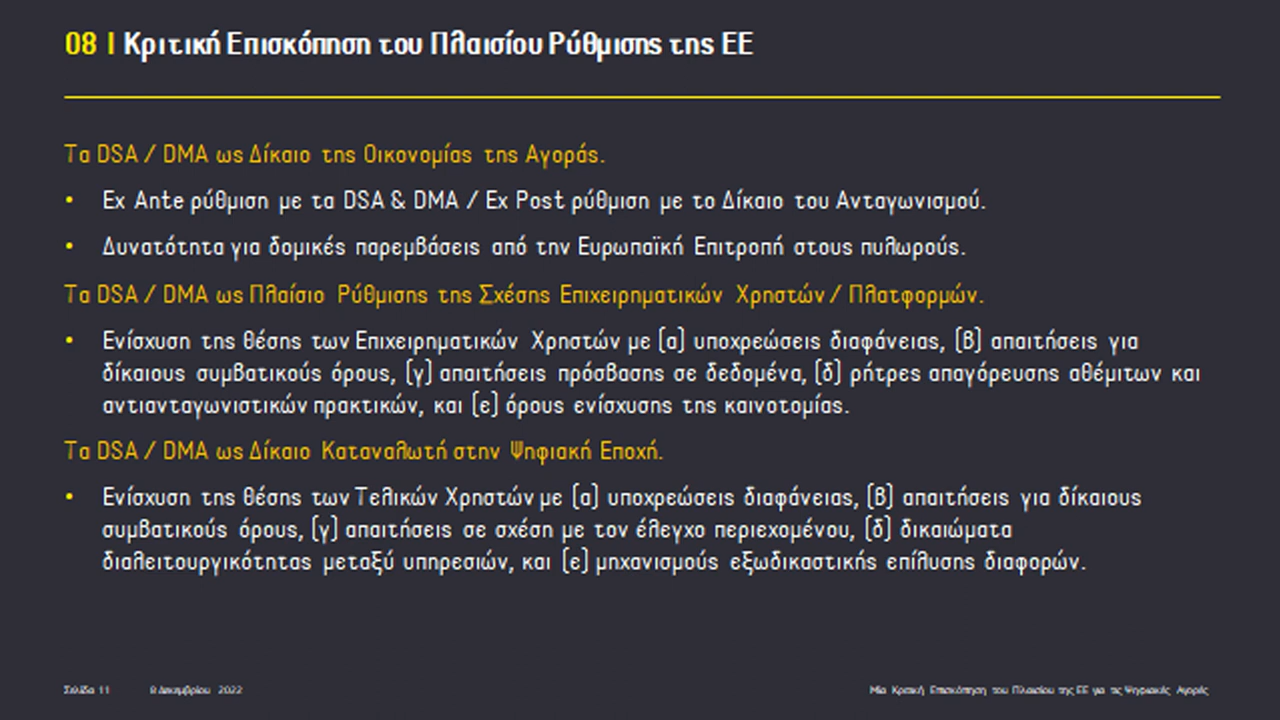 08 | Κριτική Επισκόπηση του Πλαισίου Ρύθμισης της ΕΕ
Τα DSA / DMA ως Δίκαιο της Οικονομίας της Αγοράς.
• Ex Ante ρύθμιση με τα DSA & DMA / Ex Post ρύθμιση με το Δίκαιο του Ανταγωνισμού.
• Δυνατότητα για δομικές παρεμβάσεις από την Ευρωπαϊκή Επιτροπή στους πυλωρούς.
Τα DSA / DMA ως Πλαίσιο Ρύθμισης της Σχέσης Επιχειρηματικών Χρηστών / Πλατφορμών.
• Ενίσχυση της θέσης των Επιχειρηματικών Χρηστών με (α) υποχρεώσεις διαφάνειας, (β) απαιτήσεις για
δίκαιους συμβατικούς όρους, (γ) απαιτήσεις πρόσβασης σε δεδομένα, (δ) ρήτρες απαγόρευσης αθέμιτων και
αντιανταγωνιστικών πρακτικών, και (ε) όρους ενίσχυσης της καινοτομίας.
Τα DSA / DMA ως Δίκαιο Καταναλωτή στην Ψηφιακή Εποχή.
• Ενίσχυση της θέσης των Τελικών Χρηστών με (α) υποχρεώσεις διαφάνειας, (β) απαιτήσεις για δίκαιους
συμβατικούς όρους, (γ) απαιτήσεις σε σχέση με τον έλεγχο περιεχομένου, (δ) δικαιώματα
διαλειτουργικότητας μεταξύ υπηρεσιών, και (ε) μηχανισμούς εξωδικαστικής επίλυσης διαφορών.
Σελίδα 11 8 Δεκεμβρίου 2022 Μία Κριτική Επισκόπηση του Πλαισίου της ΕΕ για τις Ψηφιακές Αγορές